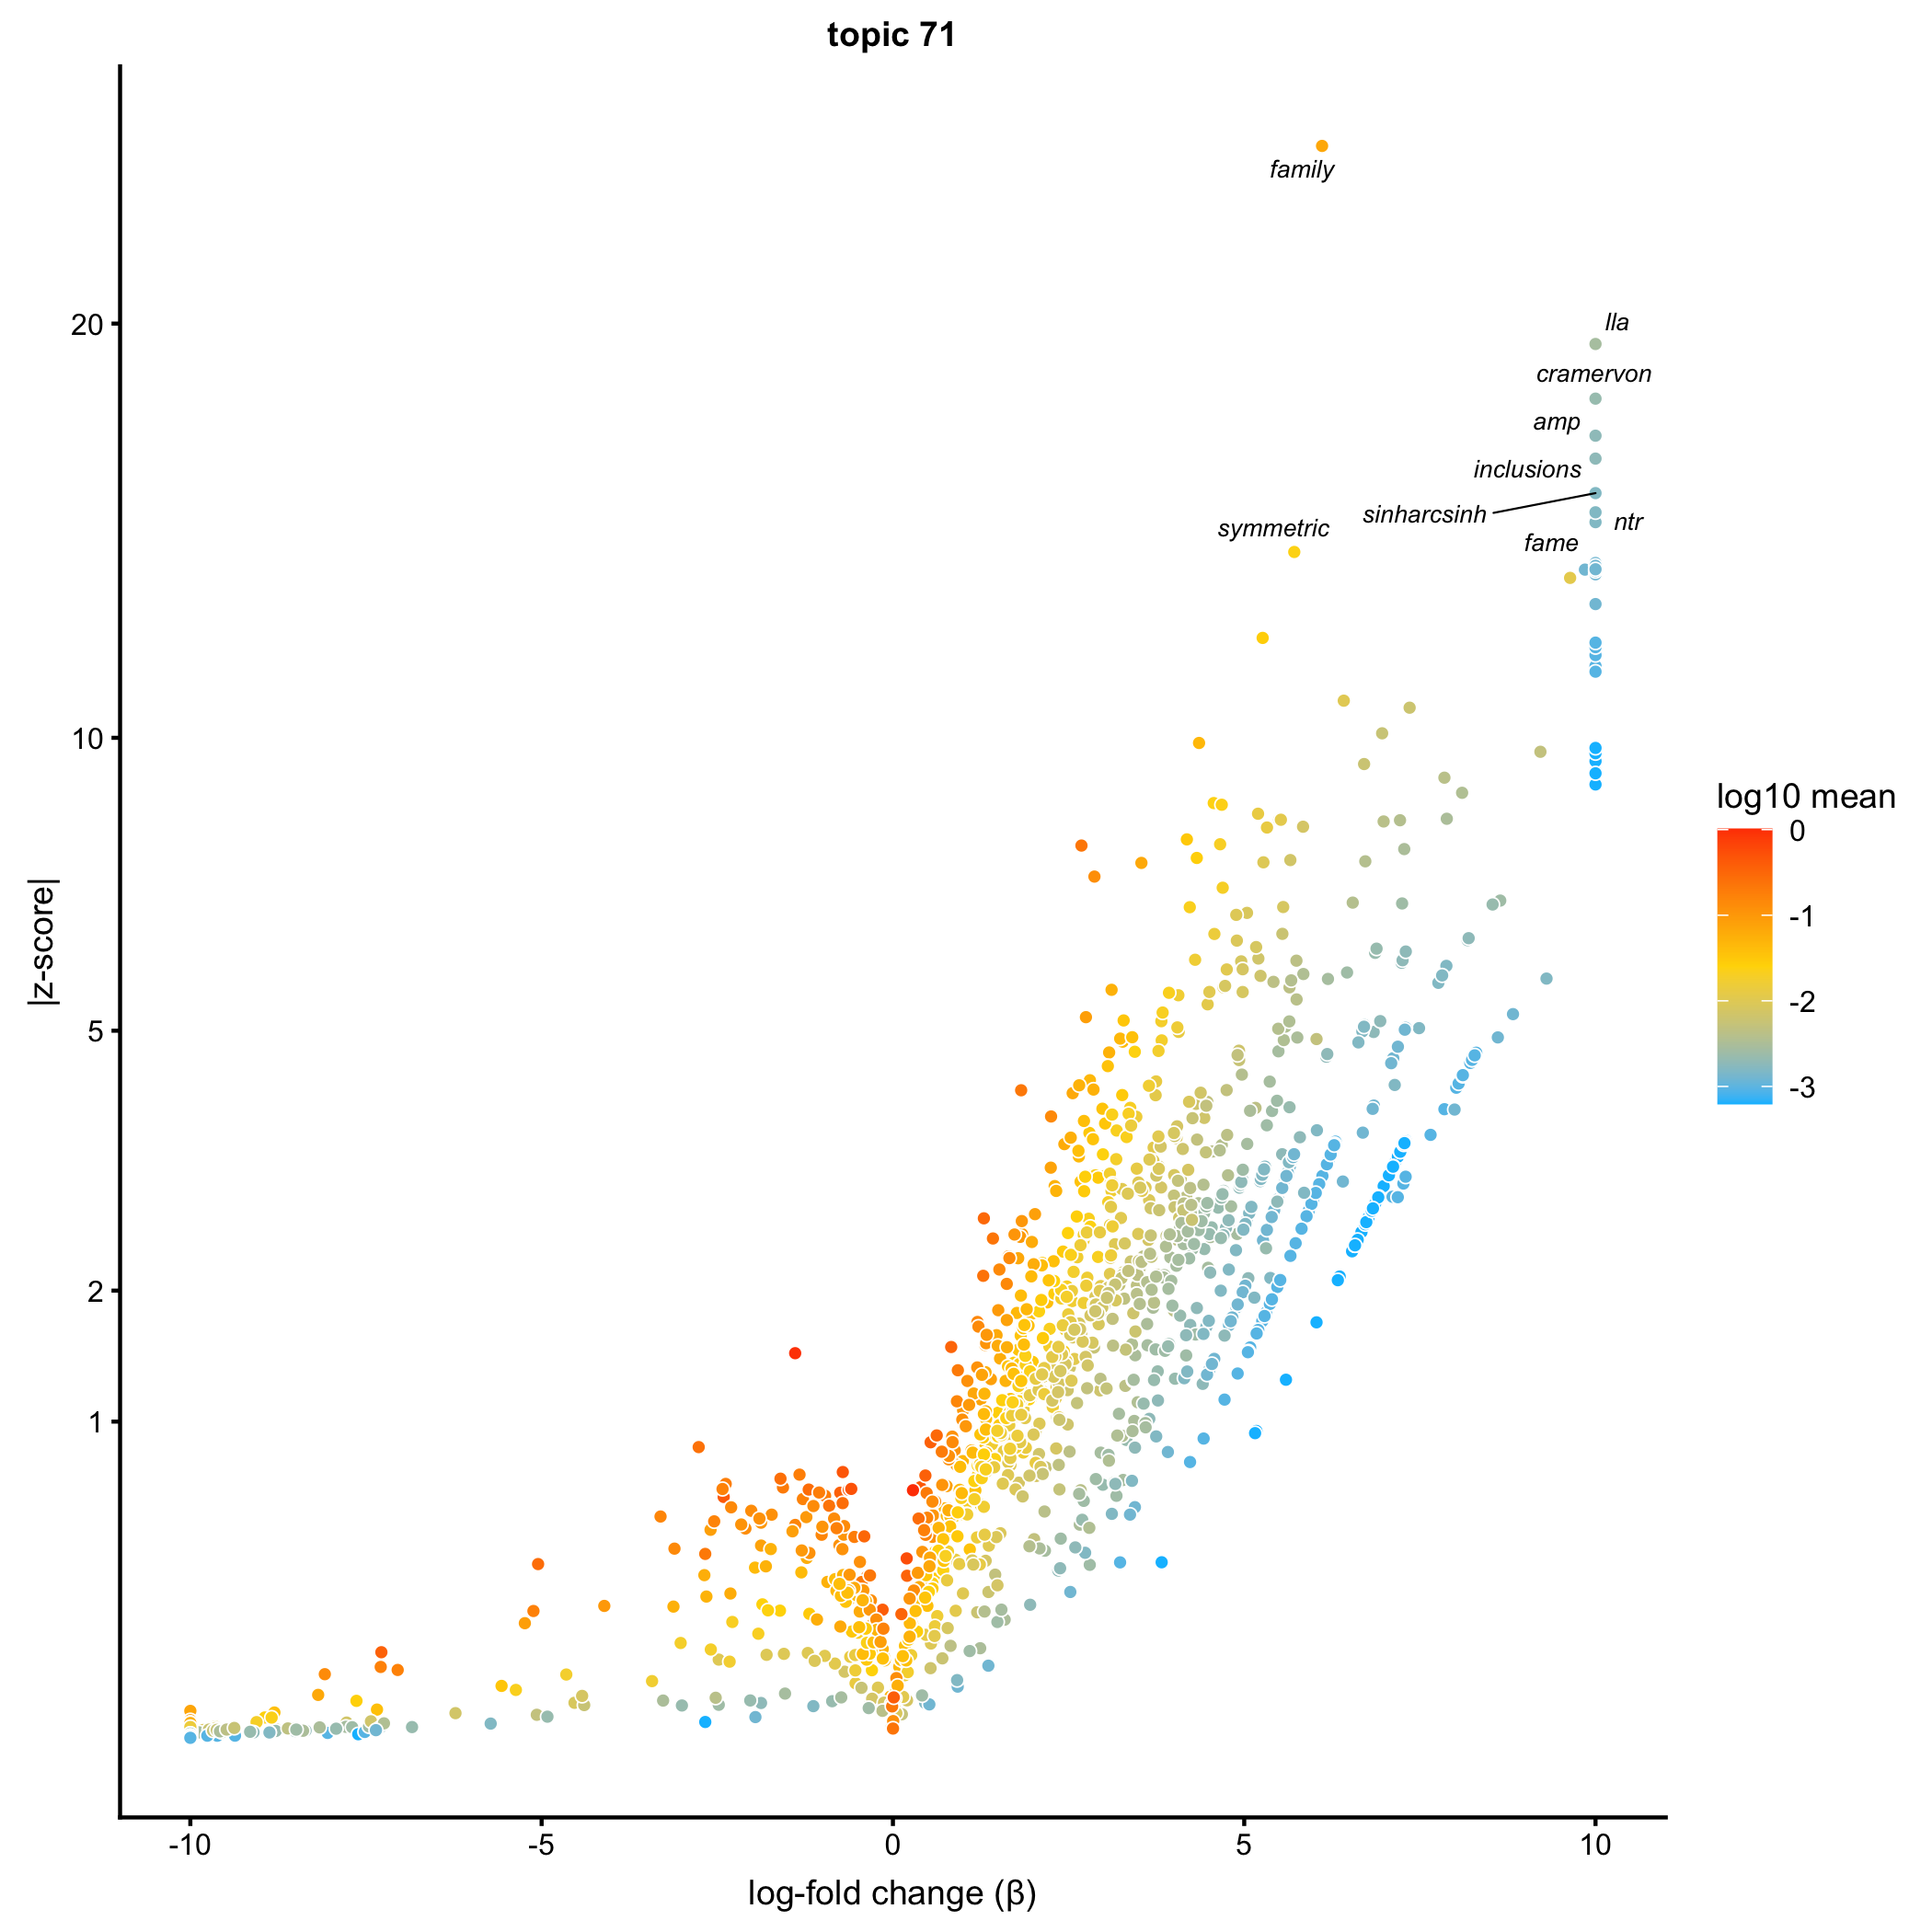 topic 71
family
20
lla
cramervon
amp
inclusions
sinharcsinh
ntr
symmetric
fame
10
log10 mean
0
-1
-2
-3
|z-score|
5
2
1
-10
-5
0
5
10
log-fold change (β)